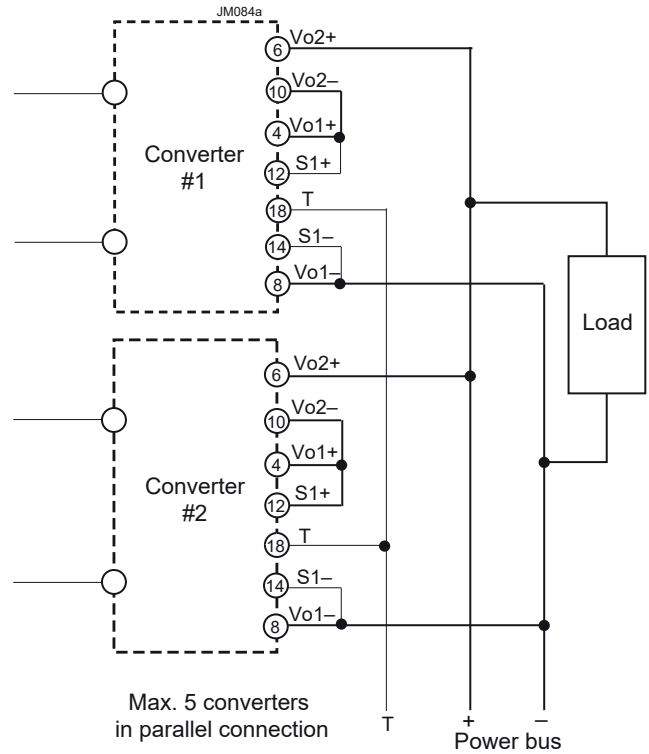 JM084a
6 Vo2+
10 Vo2–
4 Vo1+
12 S1+
18 T
14 S1–
8 Vo1–
Converter
#1
Load
6 Vo2+
10 Vo2–
4 Vo1+
12 S1+
18 T
14 S1–
8 Vo1–
Converter
#2
Max. 5 converters
in parallel connection
T
+
–
Power bus